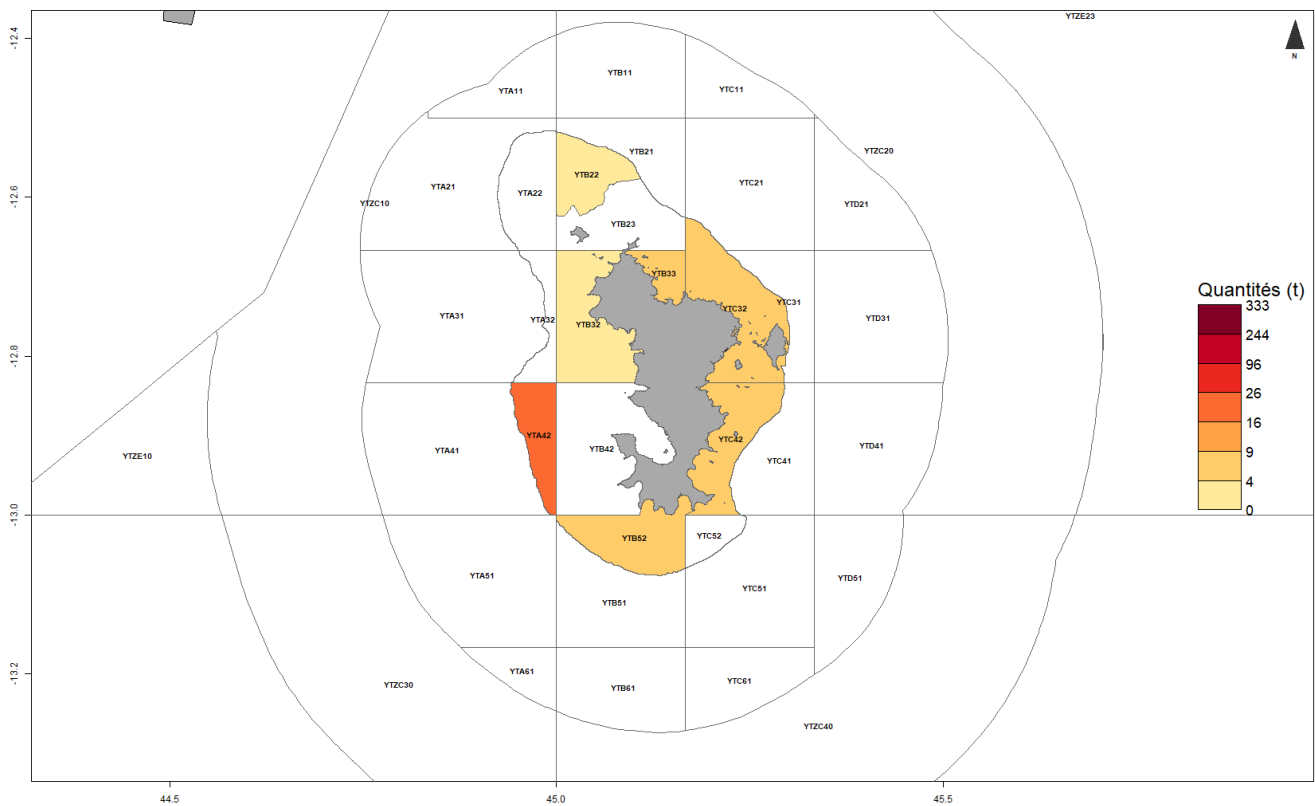 YTZE23
-12.4
N
YTB11
YTA11
YTC11
YTB21
YTZC20
YTB22
YTA21
YTA22
YTC21
YTZC10
YTD21
-12.6
YTB23
YTB33
Quantités (t)
YTC31
YTC32
333
YTA31
YTA32
YTB32
YTD31
244
-12.8
96
26
16
YTA42
YTC42
YTB42
YTA41
YTD41
9
YTZE10
YTC41
4
0
-13.0
YTB52
YTC52
YTA51
YTD51
YTC51
YTB51
-13.2
YTA61
YTC61
YTZC30
YTB61
YTZC40
44.5
45.0
45.5